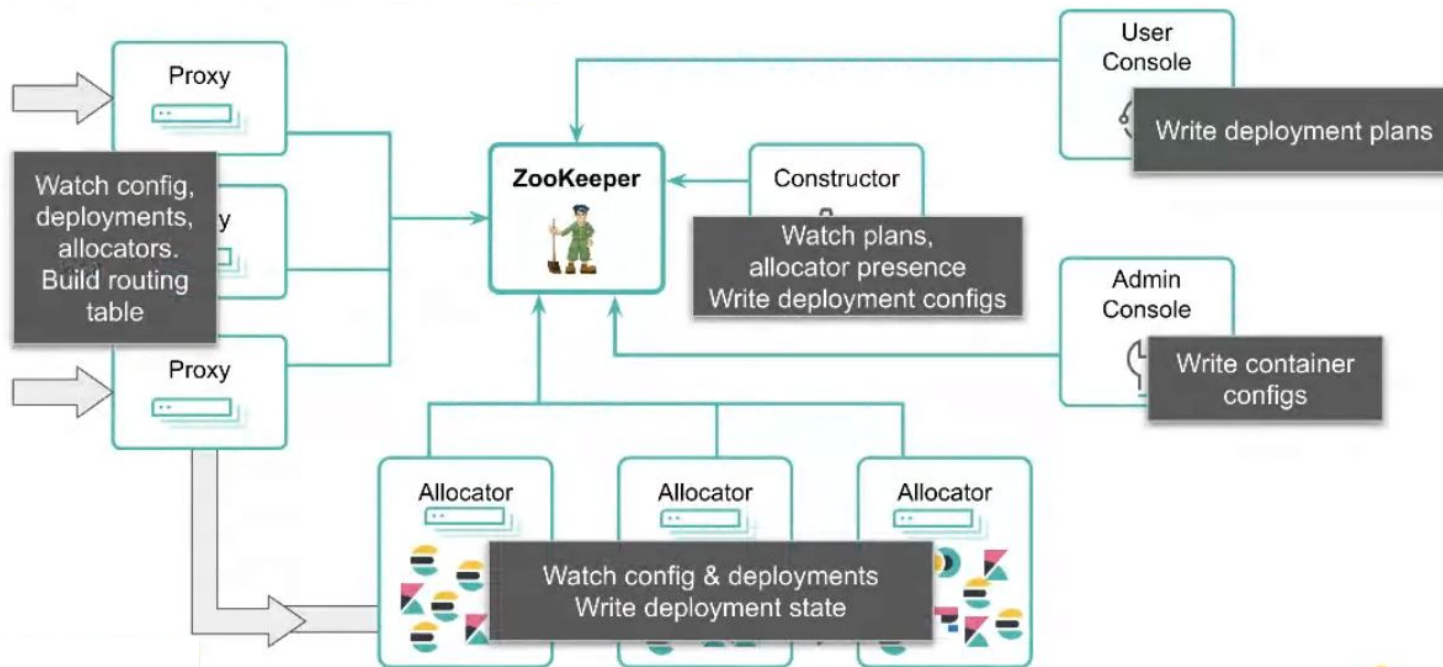 Proxy
Watch config,
deployments,
allocators.
Build routing
table
Proxy
ZooKeeper
Constructor
Watch plans,
allocator presence
Write deployment configs
User
Console
Write deployment plans
Admin
Console
Write container
configs
Allocator
Allocator
Allocator
Watch config & deployments
Write deployment state